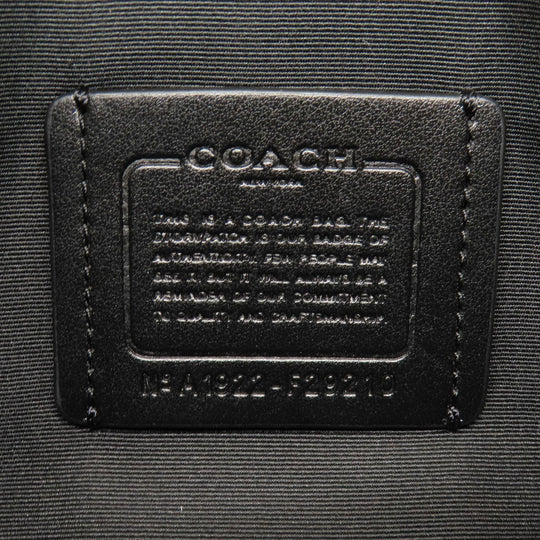 COACH
NEW YORK
THIS IS A COACH BAG. THE
STORYPATCH IS OUR BADGE OF
AUTHENTICITY. FEW PEOPLE MAY
SEE IT, BUT IT WILL ALWAYS BE A
REMINDER OF OUR COMMITMENT
TO QUALITY AND CRAFTSMANSHIP.
Nº A1922-F29210